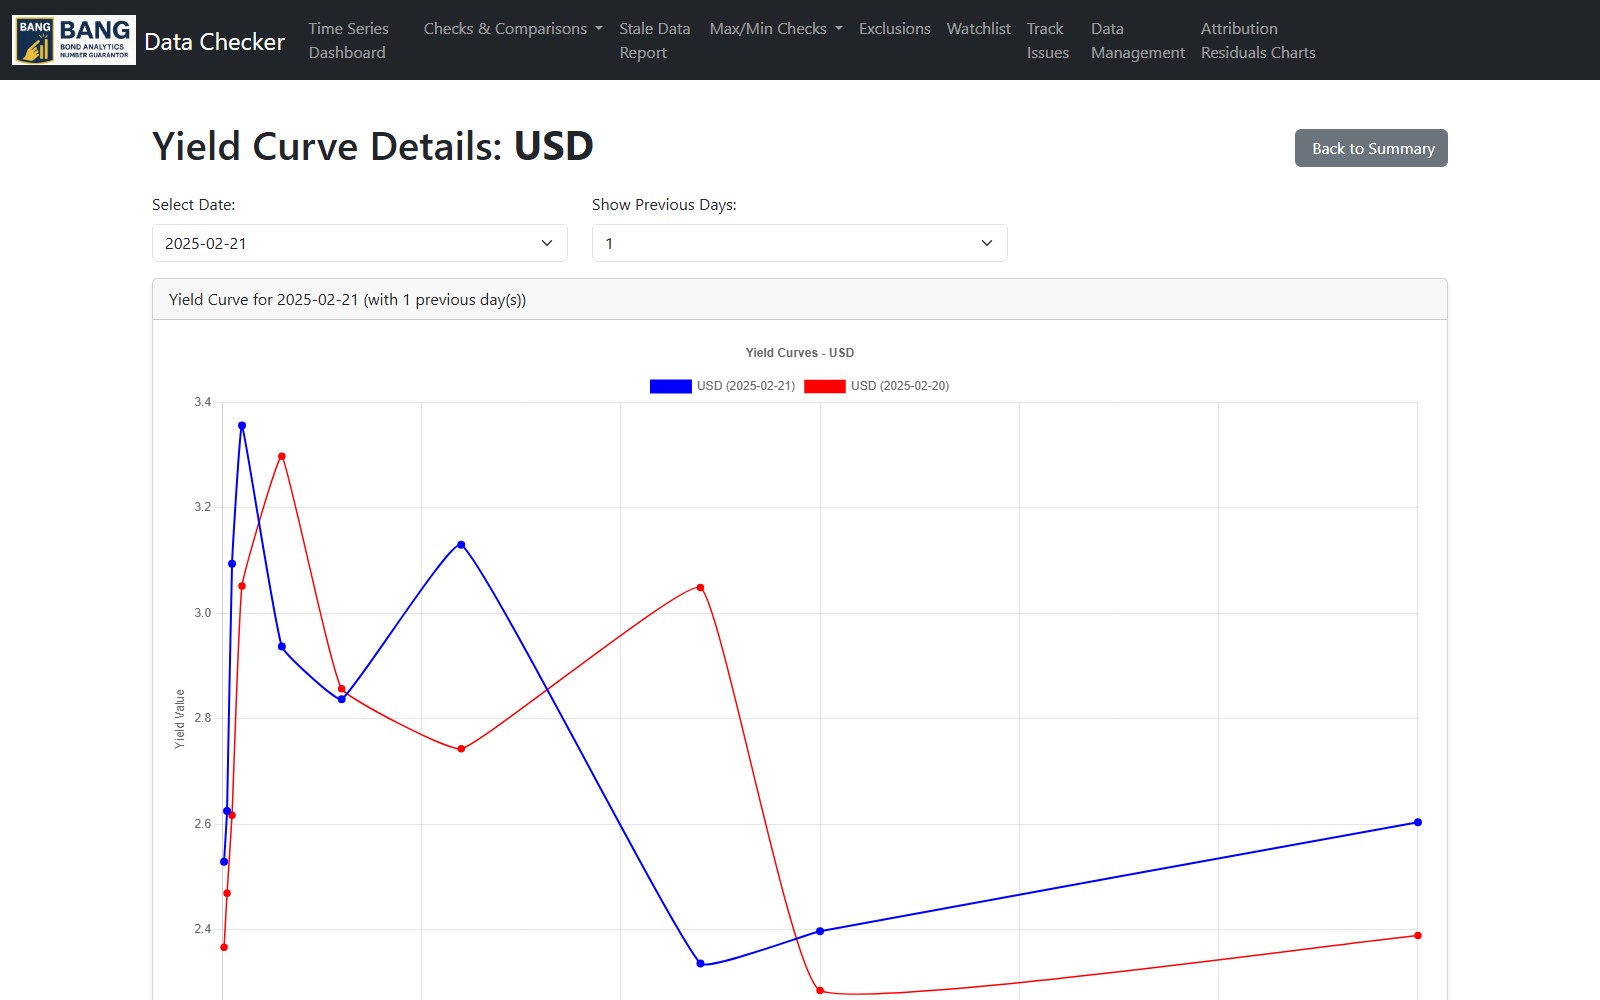 BANG
BANG
BOND ANALYTICS
NUMBER GUARANTOR
Data Checker
Time Series
Dashboard
Checks & Comparisons
Stale Data
Report
Max/Min Checks
Exclusions
Watchlist
Track
Issues
Data
Management
Attribution
Residuals Charts
Yield Curve Details: USD
Back to Summary
Select Date:
Show Previous Days:
2025-02-21
1
Yield Curve for 2025-02-21 (with 1 previous day(s))
Yield Curves - USD
USD (2025-02-21)
USD (2025-02-20)
3.4
3.2
3.0
2.8
2.6
2.4
Yield Value